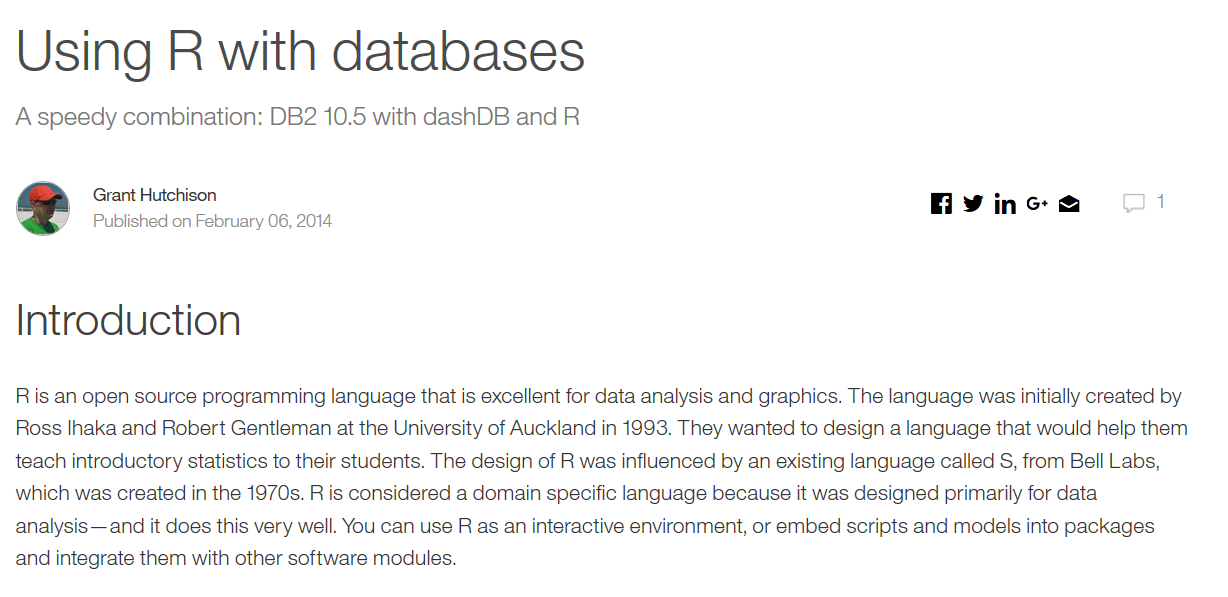 Using R with databases
A speedy combination: DB2 10.5 with dashDB and R
Grant Hutchison
Published on February 06, 2014
1
Introduction
R is an open source programming language that is excellent for data analysis and graphics. The language was initially created by
Ross Ihaka and Robert Gentleman at the University of Auckland in 1993. They wanted to design a language that would help them
teach introductory statistics to their students. The design of R was influenced by an existing language called S, from Bell Labs,
which was created in the 1970s. R is considered a domain specific language because it was designed primarily for data
analysis—and it does this very well. You can use R as an interactive environment, or embed scripts and models into packages
and integrate them with other software modules.